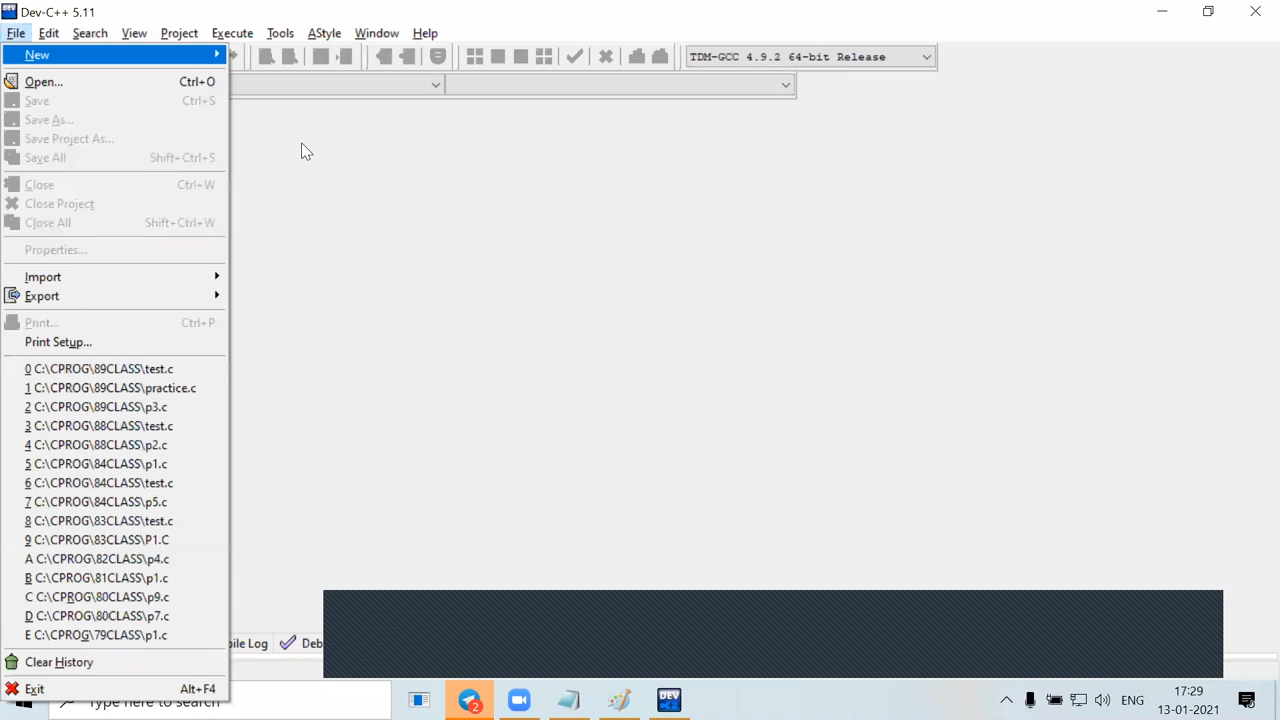 Dev-C++ 5.11
File Edit Search View Project Execute Tools AStyle Window Help
New
TDM-GCC 4.9.2 64-bit Release
Open... Ctrl+O
Save Ctrl+S
Save As...
Save Project As...
Save All Shift+Ctrl+S
Close Ctrl+W
Close Project
Close All Shift+Ctrl+W
Properties...
Import
Export
Print... Ctrl+P
Print Setup...
0 C:\CPROG\89CLASS\test.c
1 C:\CPROG\89CLASS\practice.c
2 C:\CPROG\89CLASS\p3.c
3 C:\CPROG\88CLASS\test.c
4 C:\CPROG\88CLASS\p2.c
5 C:\CPROG\84CLASS\p1.c
6 C:\CPROG\84CLASS\test.c
7 C:\CPROG\84CLASS\p5.c
8 C:\CPROG\83CLASS\test.c
9 C:\CPROG\83CLASS\P1.C
A C:\CPROG\82CLASS\p4.c
B C:\CPROG\81CLASS\p1.c
C C:\CPROG\80CLASS\p9.c
D C:\CPROG\80CLASS\p7.c
E C:\CPROG\79CLASS\p1.c
pile Log Deb
Clear History
Exit Alt+F4
Type here to search
2
DEV
ENG
17:29
13-01-2021